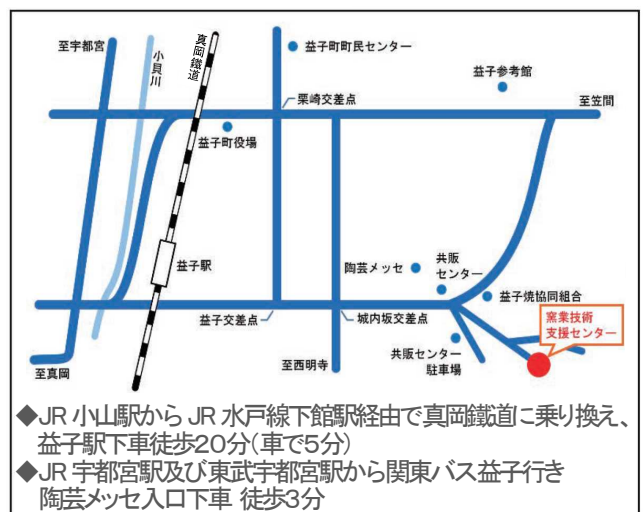 至宇都宮
小貝川
真岡鐵道
益子町町民センター
益子参考館
栗崎交差点
至笠間
益子町役場
益子駅
陶芸メッセ
共販
センター
益子焼協同組合
窯業技術
支援センター
益子交差点
城内坂交差点
至真岡
至西明寺
共販センター
駐車場
◆JR 小山駅から JR 水戸線下館駅経由で真岡鐵道に乗り換え、
益子駅下車徒歩20分(車で5分)
◆JR 宇都宮駅及び東武宇都宮駅から関東バス益子行き
陶芸メッセ入口下車 徒歩3分